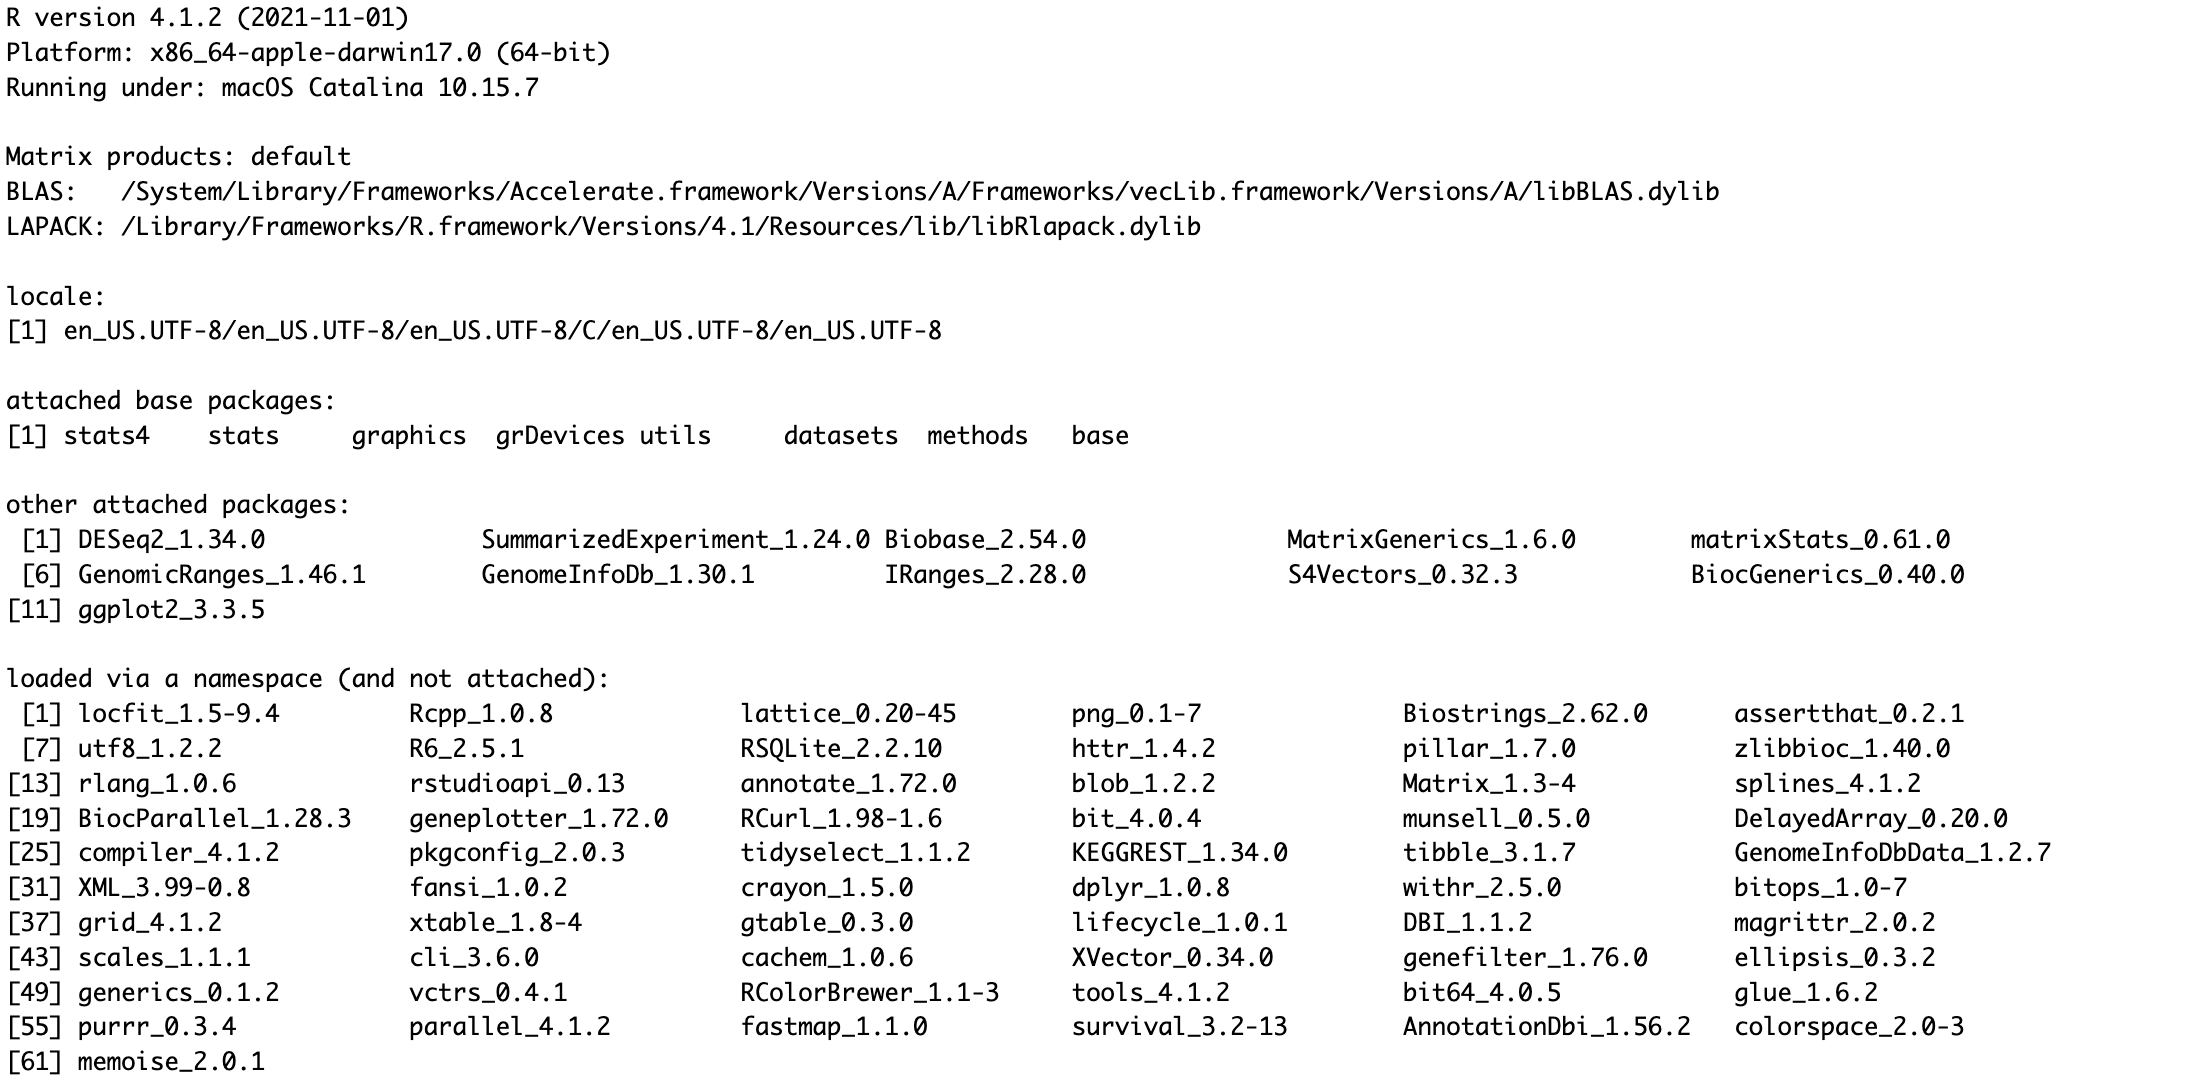 R version 4.1.2 (2021-11-01)
Platform: x86_64-apple-darwin17.0 (64-bit)
Running under: macOS Catalina 10.15.7

Matrix products: default
BLAS:   /System/Library/Frameworks/Accelerate.framework/Versions/A/Frameworks/vecLib.framework/Versions/A/libBLAS.dylib
LAPACK: /Library/Frameworks/R.framework/Versions/4.1/Resources/lib/libRlapack.dylib

locale:
[1] en_US.UTF-8/en_US.UTF-8/en_US.UTF-8/C/en_US.UTF-8/en_US.UTF-8

attached base packages:
[1] stats4    stats     graphics  grDevices utils     datasets  methods   base

other attached packages:
 [1] DESeq2_1.34.0               SummarizedExperiment_1.24.0 Biobase_2.54.0              MatrixGenerics_1.6.0        matrixStats_0.61.0
 [6] GenomicRanges_1.46.1        GenomeInfoDb_1.30.1         IRanges_2.28.0              S4Vectors_0.32.3            BiocGenerics_0.40.0
[11] ggplot2_3.3.5

loaded via a namespace (and not attached):
 [1] locfit_1.5-9.4         Rcpp_1.0.8             lattice_0.20-45        png_0.1-7              Biostrings_2.62.0      assertthat_0.2.1
 [7] utf8_1.2.2             R6_2.5.1               RSQLite_2.2.10         httr_1.4.2             pillar_1.7.0           zlibbioc_1.40.0
[13] rlang_1.0.6            rstudioapi_0.13        annotate_1.72.0        blob_1.2.2             Matrix_1.3-4           splines_4.1.2
[19] BiocParallel_1.28.3    geneplotter_1.72.0     RCurl_1.98-1.6         bit_4.0.4              munsell_0.5.0          DelayedArray_0.20.0
[25] compiler_4.1.2         pkgconfig_2.0.3        tidyselect_1.1.2       KEGGREST_1.34.0        tibble_3.1.7           GenomeInfoDbData_1.2.7
[31] XML_3.99-0.8           fansi_1.0.2            crayon_1.5.0           dplyr_1.0.8            withr_2.5.0            bitops_1.0-7
[37] grid_4.1.2             xtable_1.8-4           gtable_0.3.0           lifecycle_1.0.1        DBI_1.1.2              magrittr_2.0.2
[43] scales_1.1.1           cli_3.6.0              cachem_1.0.6           XVector_0.34.0         genefilter_1.76.0      ellipsis_0.3.2
[49] generics_0.1.2         vctrs_0.4.1            RColorBrewer_1.1-3     tools_4.1.2            bit64_4.0.5            glue_1.6.2
[55] purrr_0.3.4            parallel_4.1.2         fastmap_1.1.0          survival_3.2-13        AnnotationDbi_1.56.2   colorspace_2.0-3
[61] memoise_2.0.1